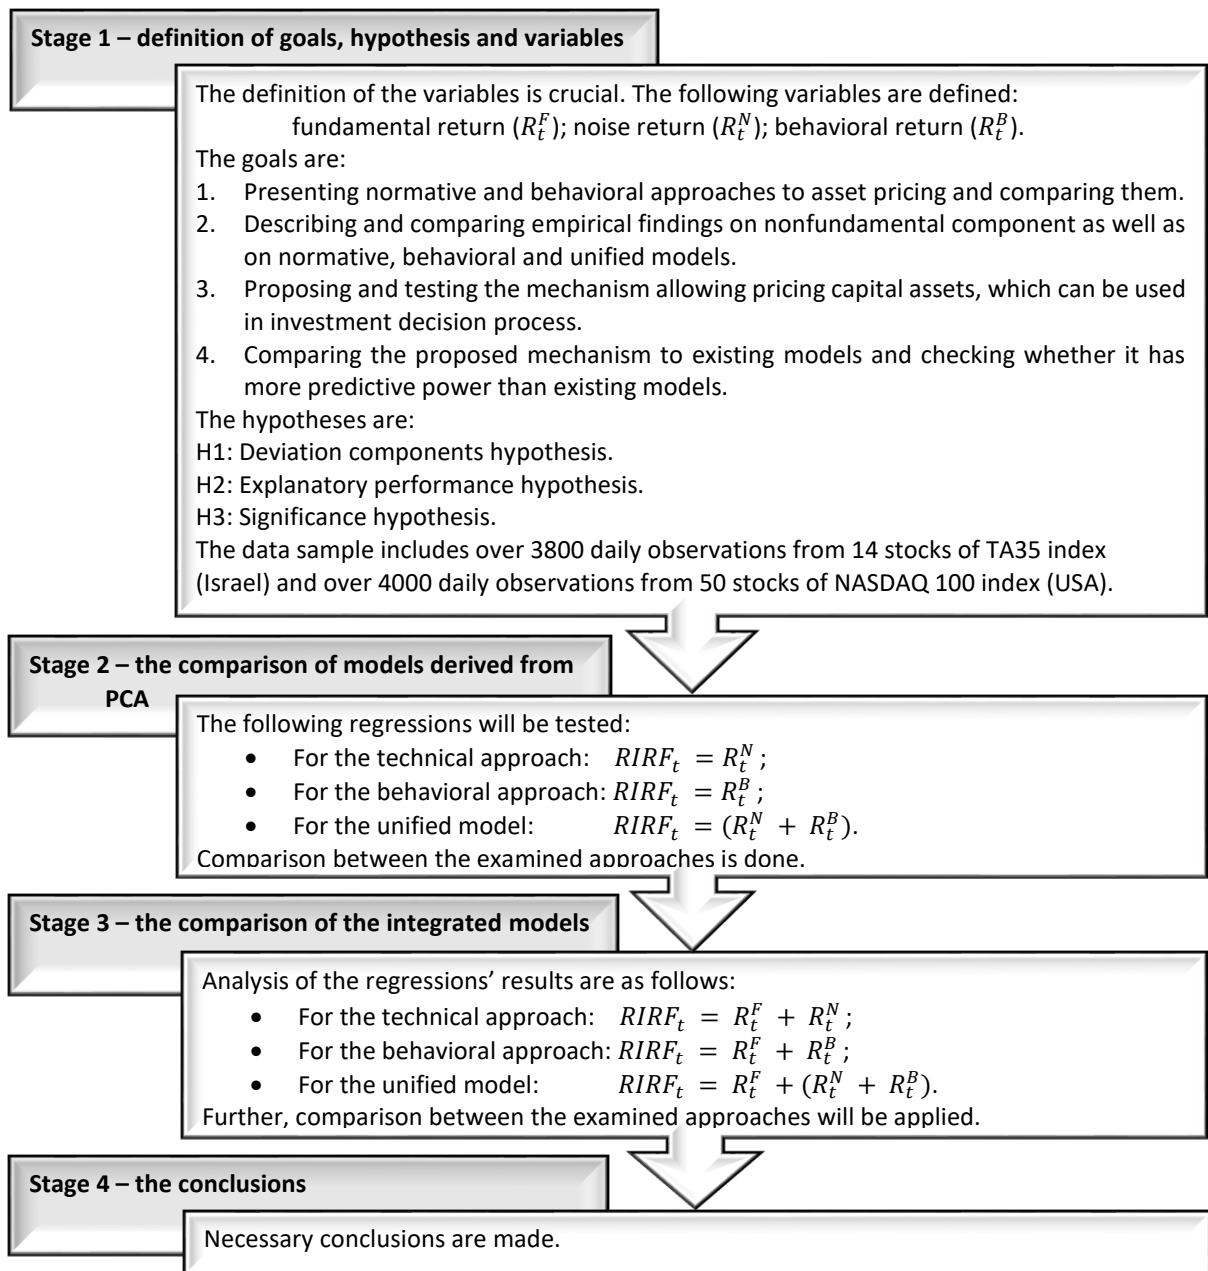 Stage 1 – definition of goals, hypothesis and variables
The definition of the variables is crucial. The following variables are defined:
fundamental return (R_t^F); noise return (R_t^N); behavioral return (R_t^B).
The goals are:
1. Presenting normative and behavioral approaches to asset pricing and comparing them.
2. Describing and comparing empirical findings on nonfundamental component as well as
on normative, behavioral and unified models.
3. Proposing and testing the mechanism allowing pricing capital assets, which can be used
in investment decision process.
4. Comparing the proposed mechanism to existing models and checking whether it has
more predictive power than existing models.
The hypotheses are:
H1: Deviation components hypothesis.
H2: Explanatory performance hypothesis.
H3: Significance hypothesis.
The data sample includes over 3800 daily observations from 14 stocks of TA35 index
(Israel) and over 4000 daily observations from 50 stocks of NASDAQ 100 index (USA).
Stage 2 – the comparison of models derived from
PCA
The following regressions will be tested:
• For the technical approach: RIRF_t = R_t^N ;
• For the behavioral approach: RIRF_t = R_t^B ;
• For the unified model: RIRF_t = (R_t^N + R_t^B).
Comparison between the examined approaches is done.
Stage 3 – the comparison of the integrated models
Analysis of the regressions’ results are as follows:
• For the technical approach: RIRF_t = R_t^F + R_t^N ;
• For the behavioral approach: RIRF_t = R_t^F + R_t^B ;
• For the unified model: RIRF_t = R_t^F + (R_t^N + R_t^B).
Further, comparison between the examined approaches will be applied.
Stage 4 – the conclusions
Necessary conclusions are made.